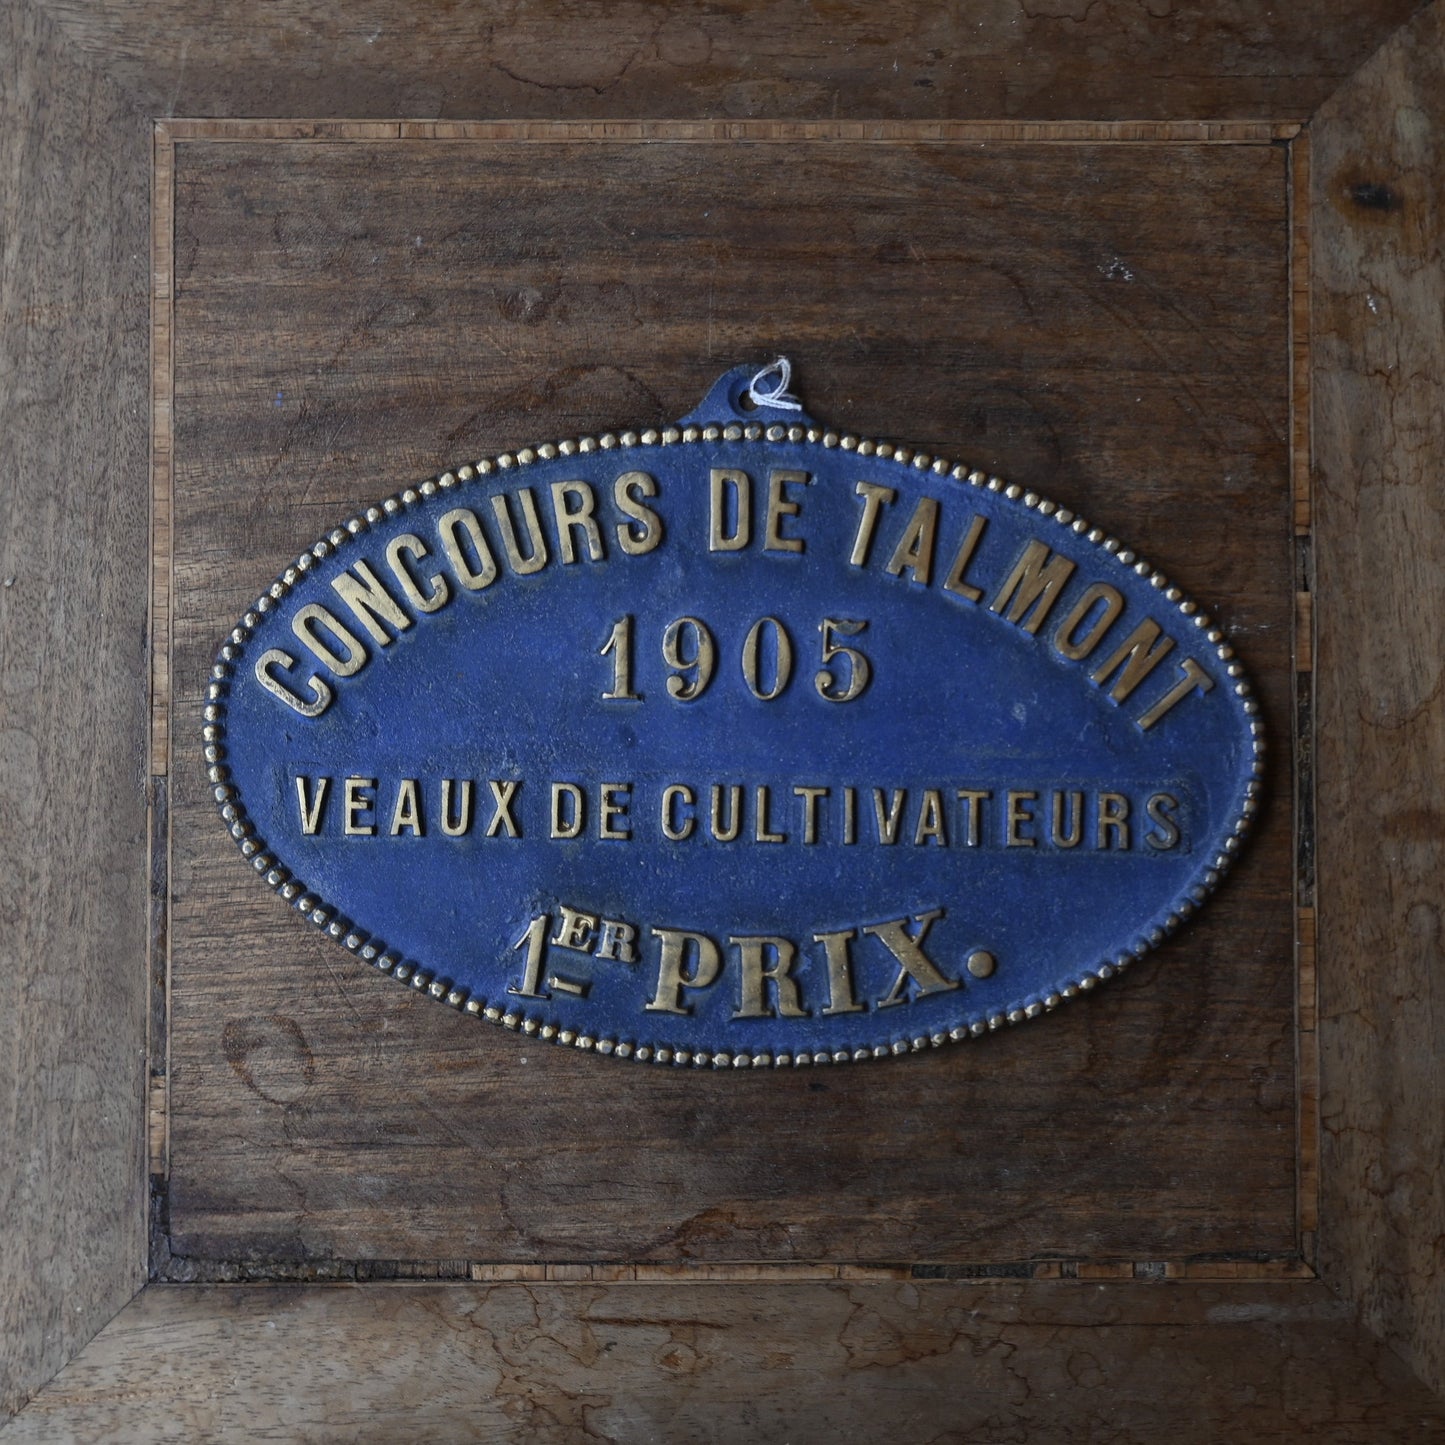 CONCOURS DE TALMONT
1905
VEAUX DE CULTIVATEURS
1ER PRIX.